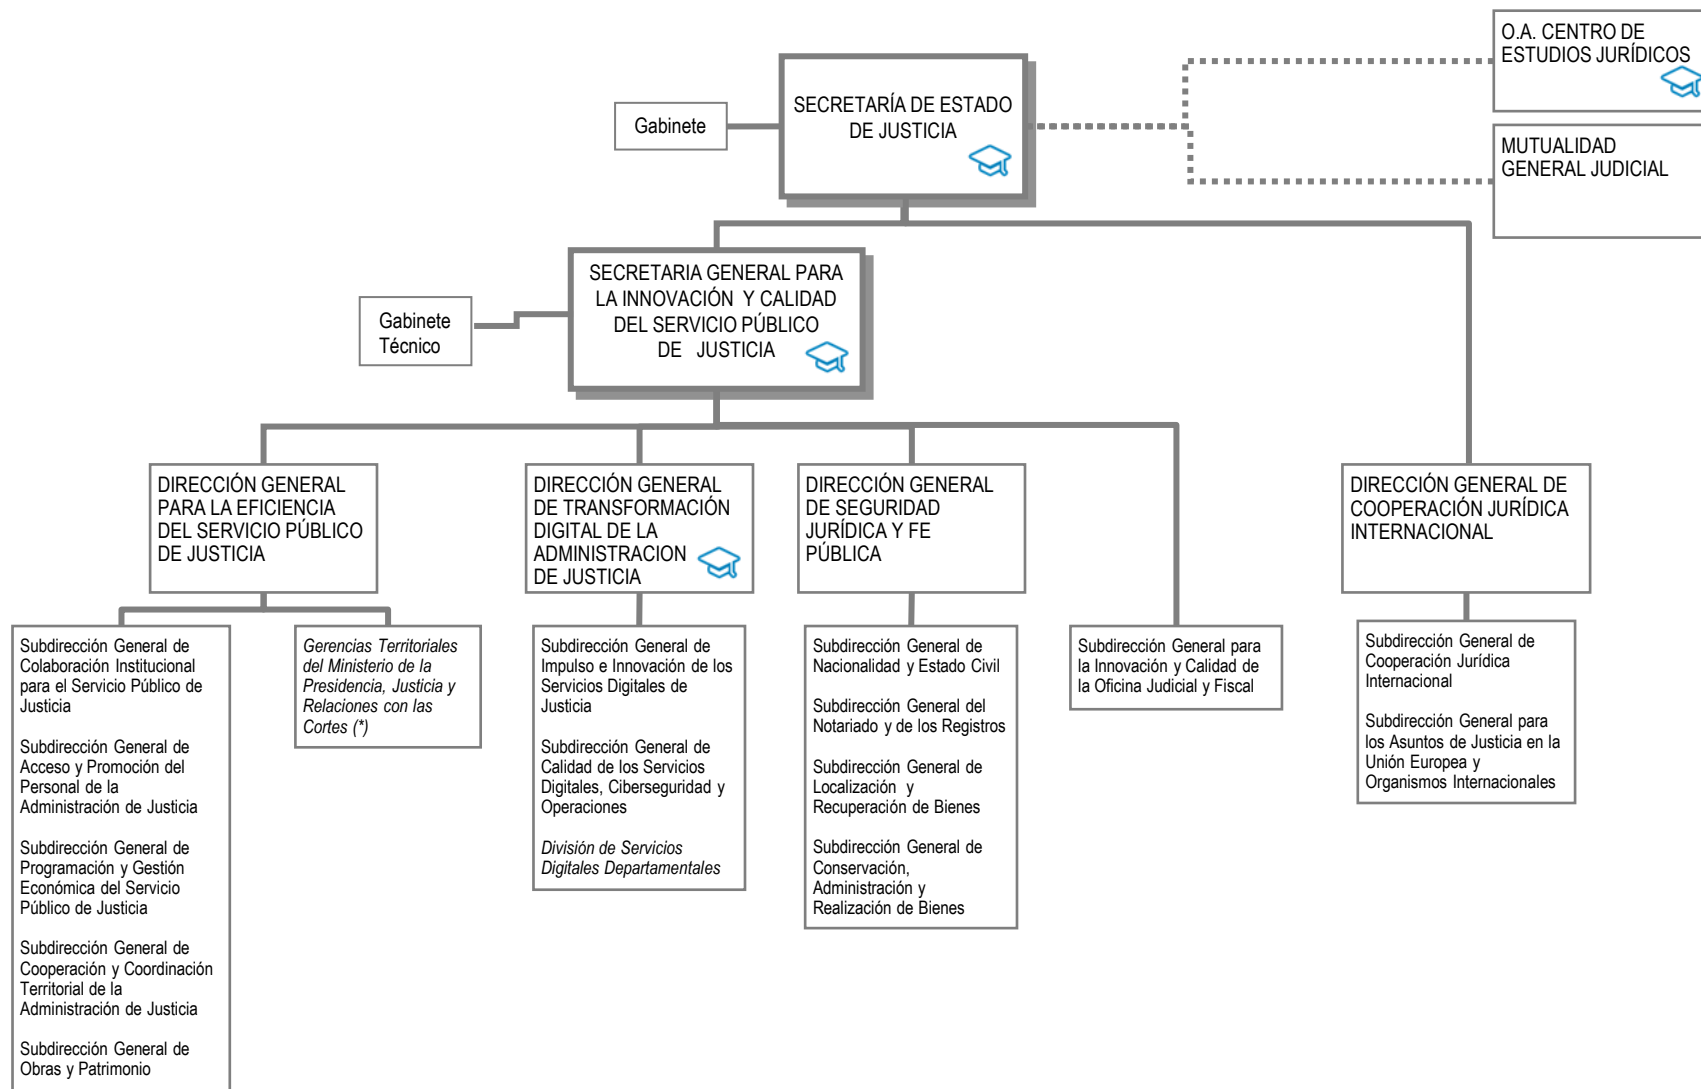 O.A. CENTRO DE
ESTUDIOS JURÍDICOS
SECRETARÍA DE ESTADO
DE JUSTICIA
Gabinete
MUTUALIDAD
GENERAL JUDICIAL
SECRETARIA GENERAL PARA
LA INNOVACIÓN Y CALIDAD
DEL SERVICIO PÚBLICO
DE JUSTICIA
Gabinete
Técnico
DIRECCIÓN GENERAL
PARA LA EFICIENCIA
DEL SERVICIO PÚBLICO
DE JUSTICIA
DIRECCIÓN GENERAL
DE TRANSFORMACIÓN
DIGITAL DE LA
ADMINISTRACION
DE JUSTICIA
DIRECCIÓN GENERAL
DE SEGURIDAD
JURÍDICA Y FE
PÚBLICA
DIRECCIÓN GENERAL DE
COOPERACIÓN JURÍDICA
INTERNACIONAL
Subdirección General de
Colaboración Institucional
para el Servicio Público de
Justicia
Subdirección General de
Acceso y Promoción del
Personal de la
Administración de Justicia
Subdirección General de
Programación y Gestión
Económica del Servicio
Público de Justicia
Subdirección General de
Cooperación y Coordinación
Territorial de la
Administración de Justicia
Subdirección General de
Obras y Patrimonio
Gerencias Territoriales
del Ministerio de la
Presidencia, Justicia y
Relaciones con las
Cortes (*)
Subdirección General de
Impulso e Innovación de los
Servicios Digitales de
Justicia
Subdirección General de
Calidad de los Servicios
Digitales, Ciberseguridad y
Operaciones
División de Servicios
Digitales Departamentales
Subdirección General de
Nacionalidad y Estado Civil
Subdirección General del
Notariado y de los Registros
Subdirección General de
Localización y
Recuperación de Bienes
Subdirección General de
Conservación,
Administración y
Realización de Bienes
Subdirección General para
la Innovación y Calidad de
la Oficina Judicial y Fiscal
Subdirección General de
Cooperación Jurídica
Internacional
Subdirección General para
los Asuntos de Justicia en la
Unión Europea y
Organismos Internacionales